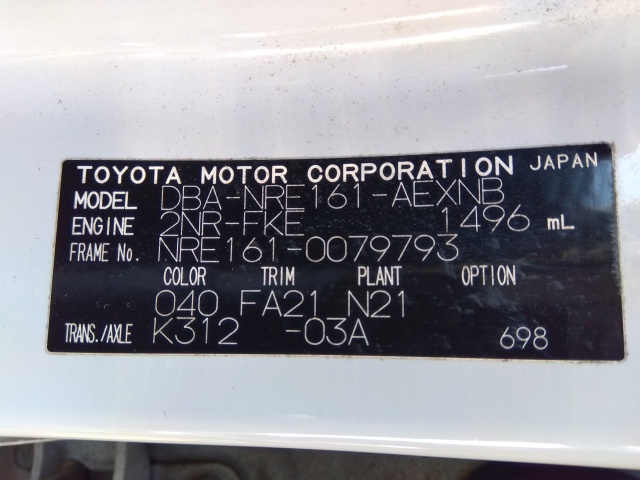 TOYOTA MOTOR CORPORATION JAPAN
MODEL DBA-NRE161-AEXNB
ENGINE 2NR-FKE 1496 mL
FRAME No. NRE161-0079793
COLOR TRIM PLANT OPTION
040 FA21 N21
TRANS./AXLE K312 -03A 698